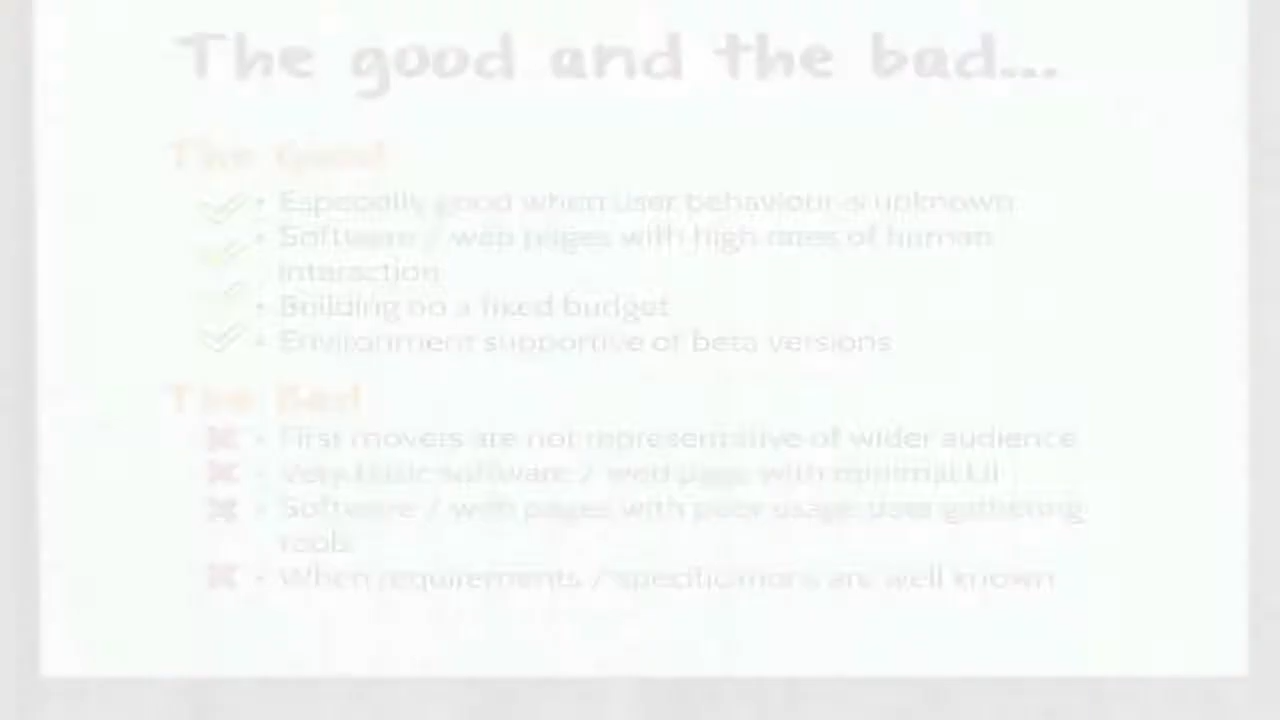 The good and the bad...
The Good
• Especially good when user behaviour is unknown
• Software / web pages with high rates of human
interaction
• Building on a fixed budget
• Environment supportive of beta versions
The Bad
• First movers are not representitive of wider audience
• Very basic software / web page with minimal UI
• Software / web pages with poor usage data gathering
tools
• When requirements / specifications are well known